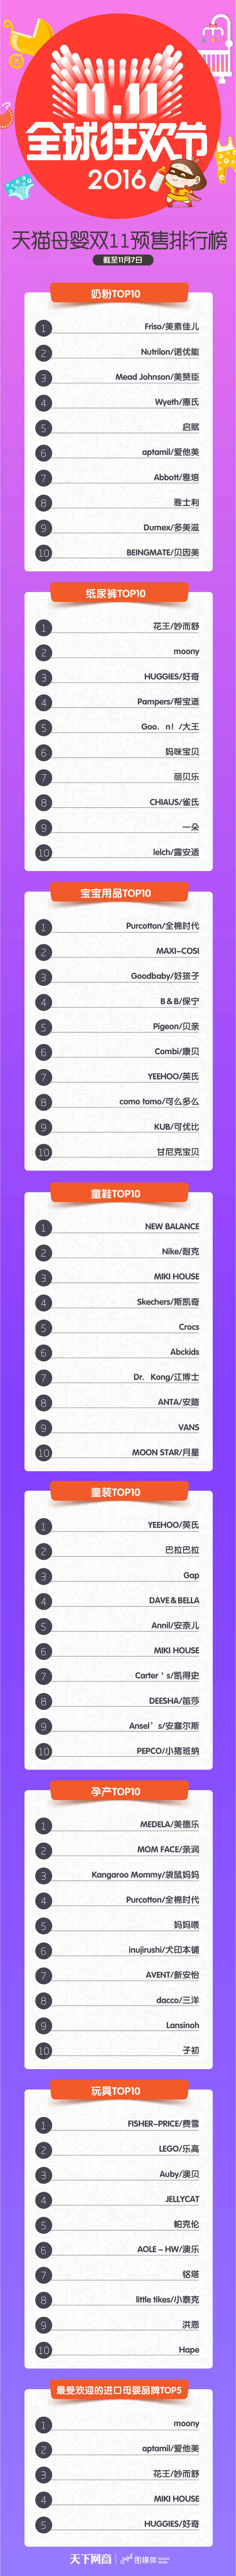 11.11
全球狂欢节
2016
天猫母婴双11预售排行榜
截至11月7日
奶粉TOP10
1 Friso/美素佳儿
2 Nutrilon/诺优能
3 Mead Johnson/美赞臣
4 Wyeth/惠氏
5 启赋
6 aptamil/爱他美
7 Abbott/雅培
8 雅士利
9 Dumex/多美滋
10 BEINGMATE/贝因美
纸尿裤TOP10
1 花王/妙而舒
2 moony
3 HUGGIES/好奇
4 Pampers/帮宝适
5 Goo. n! /大王
6 妈咪宝贝
7 丽贝乐
8 CHIAUS/雀氏
9 一朵
10 lelch/露安适
宝宝用品TOP10
1 Purcotton/全棉时代
2 MAXI-COSI
3 Goodbaby/好孩子
4 B&B/保宁
5 Pigeon/贝亲
6 Combi/康贝
7 YEEHOO/英氏
8 como tomo/可么多么
9 KUB/可优比
10 甘尼克宝贝
童鞋TOP10
1 NEW BALANCE
2 Nike/耐克
3 MIKI HOUSE
4 Skechers/斯凯奇
5 Crocs
6 Abckids
7 Dr. Kong/江博士
8 ANTA/安踏
9 VANS
10 MOON STAR/月星
童装TOP10
1 YEEHOO/英氏
2 巴拉巴拉
3 Gap
4 DAVE&BELLA
5 Annil/安奈儿
6 MIKI HOUSE
7 Carter's/凯得史
8 DEESHA/笛莎
9 Ansel's/安塞尔斯
10 PEPCO/小猪班纳
孕产TOP10
1 MEDELA/美德乐
2 MOM FACE/亲润
3 Kangaroo Mommy/袋鼠妈妈
4 Purcotton/全棉时代
5 妈妈喂
6 inujirushi/犬印本铺
7 AVENT/新安怡
8 dacco/三洋
9 Lansinoh
10 子初
玩具TOP10
1 FISHER-PRICE/费雪
2 LEGO/乐高
3 Auby/澳贝
4 JELLYCAT
5 帕克伦
6 AOLE-HW/澳乐
7 铭塔
8 little tikes/小泰克
9 洪恩
10 Hape
最受欢迎的进口母婴品牌TOP5
1 moony
2 aptamil/爱他美
3 花王/妙而舒
4 MIKI HOUSE
5 HUGGIES/好奇
天下网商 图媒体 Graphic Media